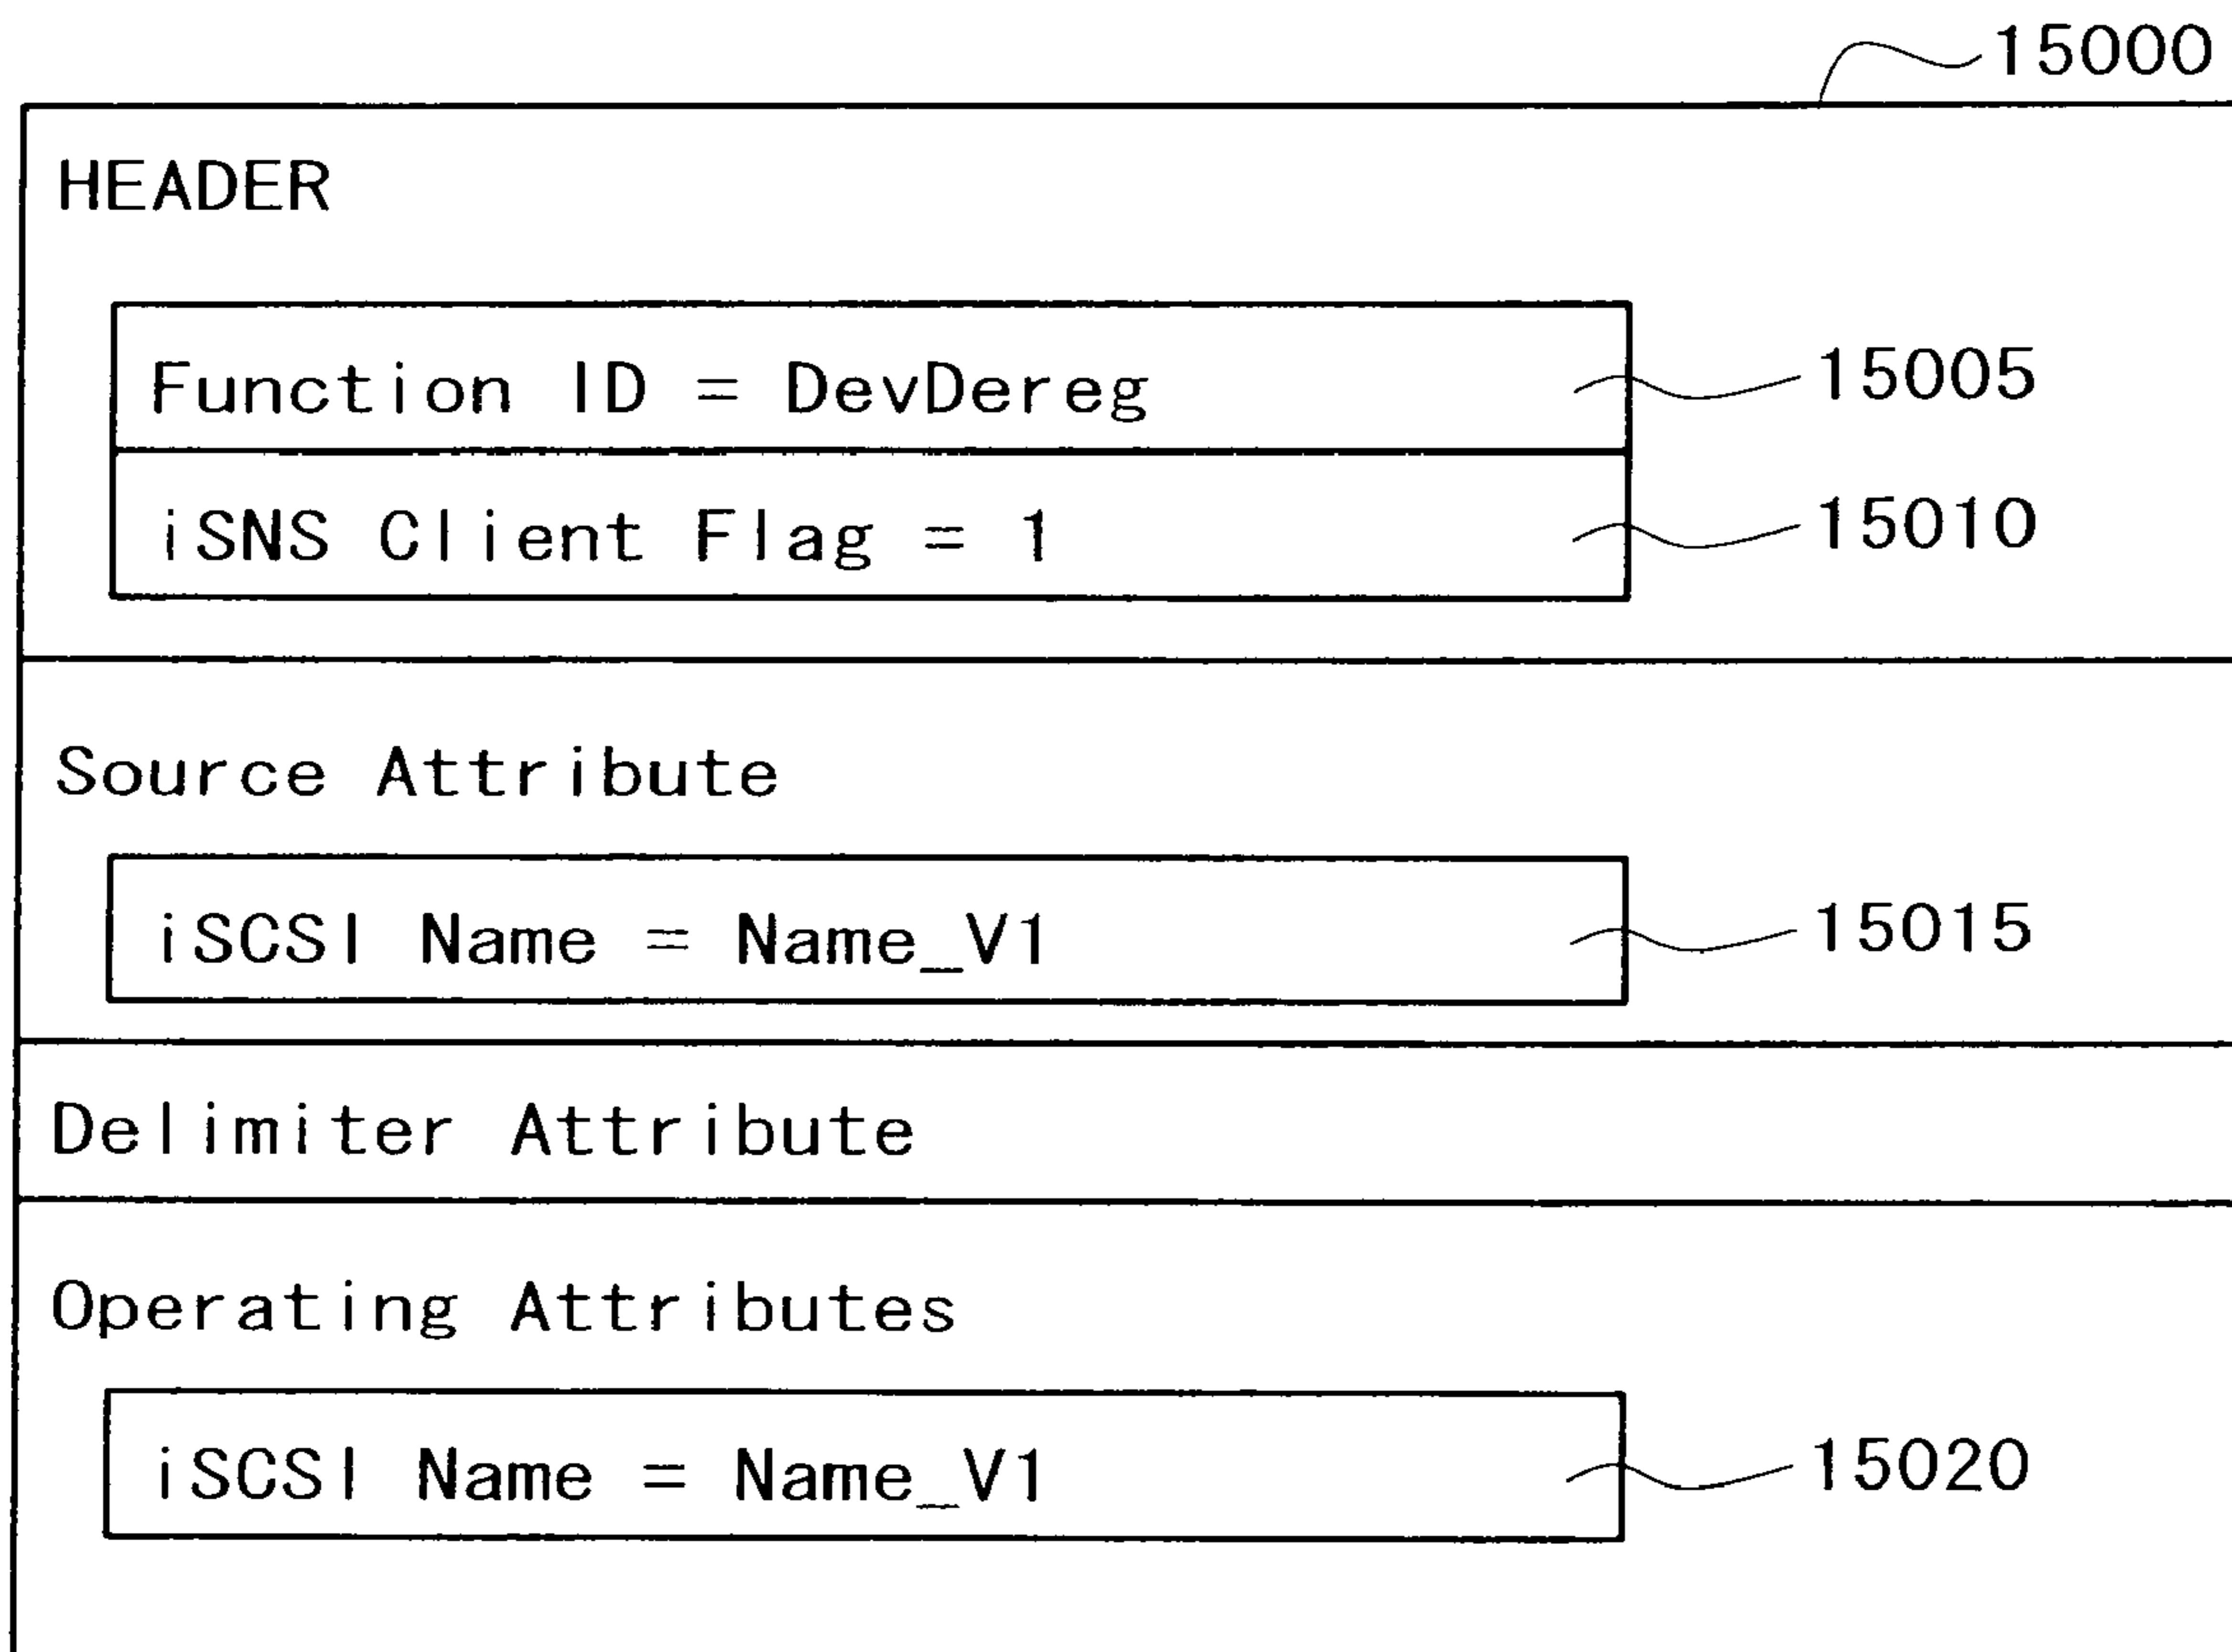 15000
HEADER
Function ID = DevDereg
15005
iSNS Client Flag = 1
15010
Source Attribute
iSCSI Name = Name_V1
15015
Delimiter Attribute
Operating Attributes
iSCSI Name = Name_V1
15020